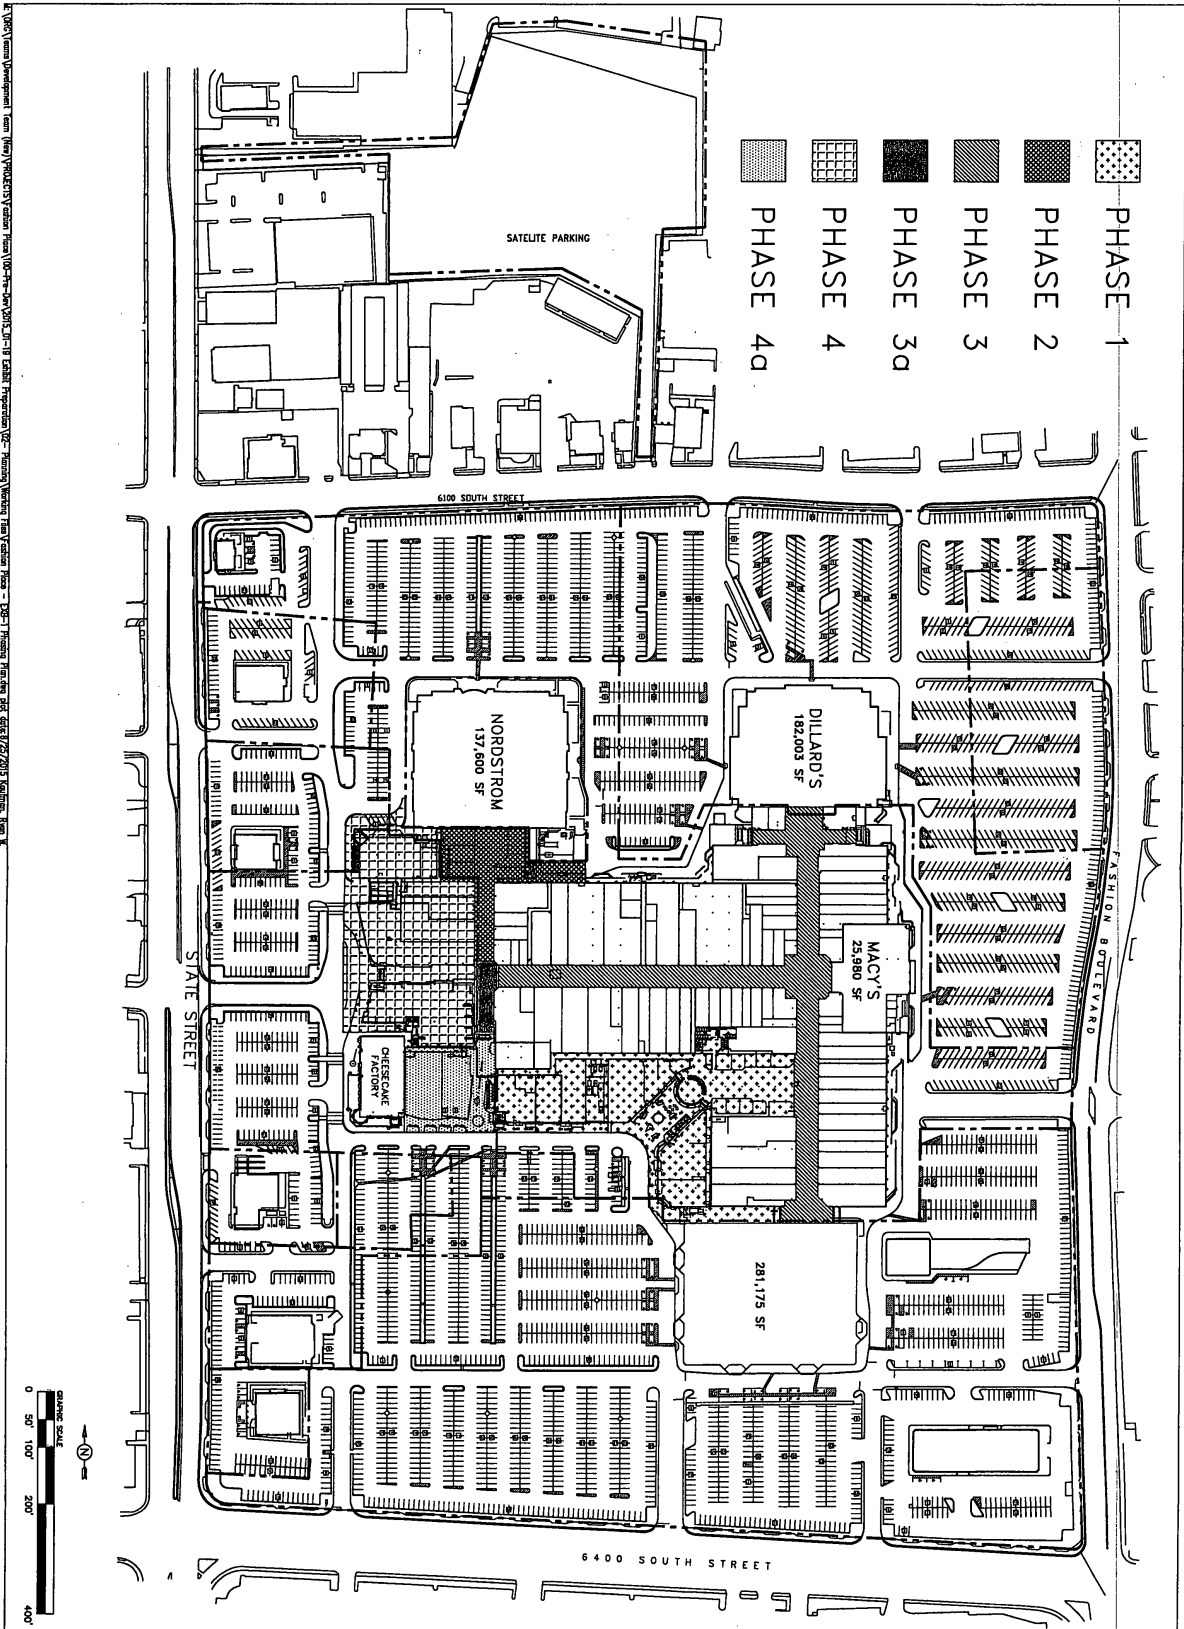 PHASE 1
PHASE 2
PHASE 3
PHASE 3a
PHASE 4
PHASE 4a
SATELITE PARKING
6100 SOUTH STREET
NORDSTROM
137,600 SF
DILLARD'S
182,003 SF
MACY'S
25,980 SF
FASHION BOULEVARD
STATE STREET
CHEESECAKE
FACTORY
281,175 SF
6400 SOUTH STREET
N
GRAPHIC SCALE
0 50' 100' 200' 400'